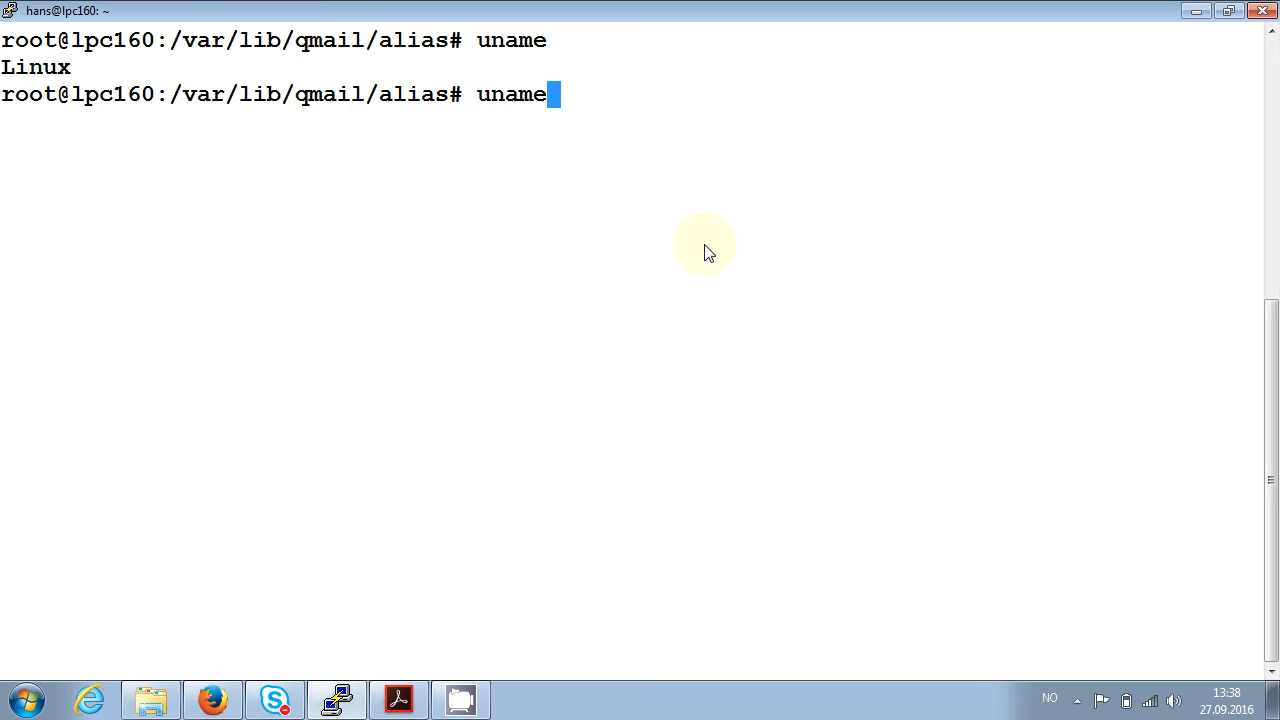 hans@lpc160: ~
root@lpc160:/var/lib/qmail/alias# uname
Linux
root@lpc160:/var/lib/qmail/alias# uname
NO
13:38
27.09.2016